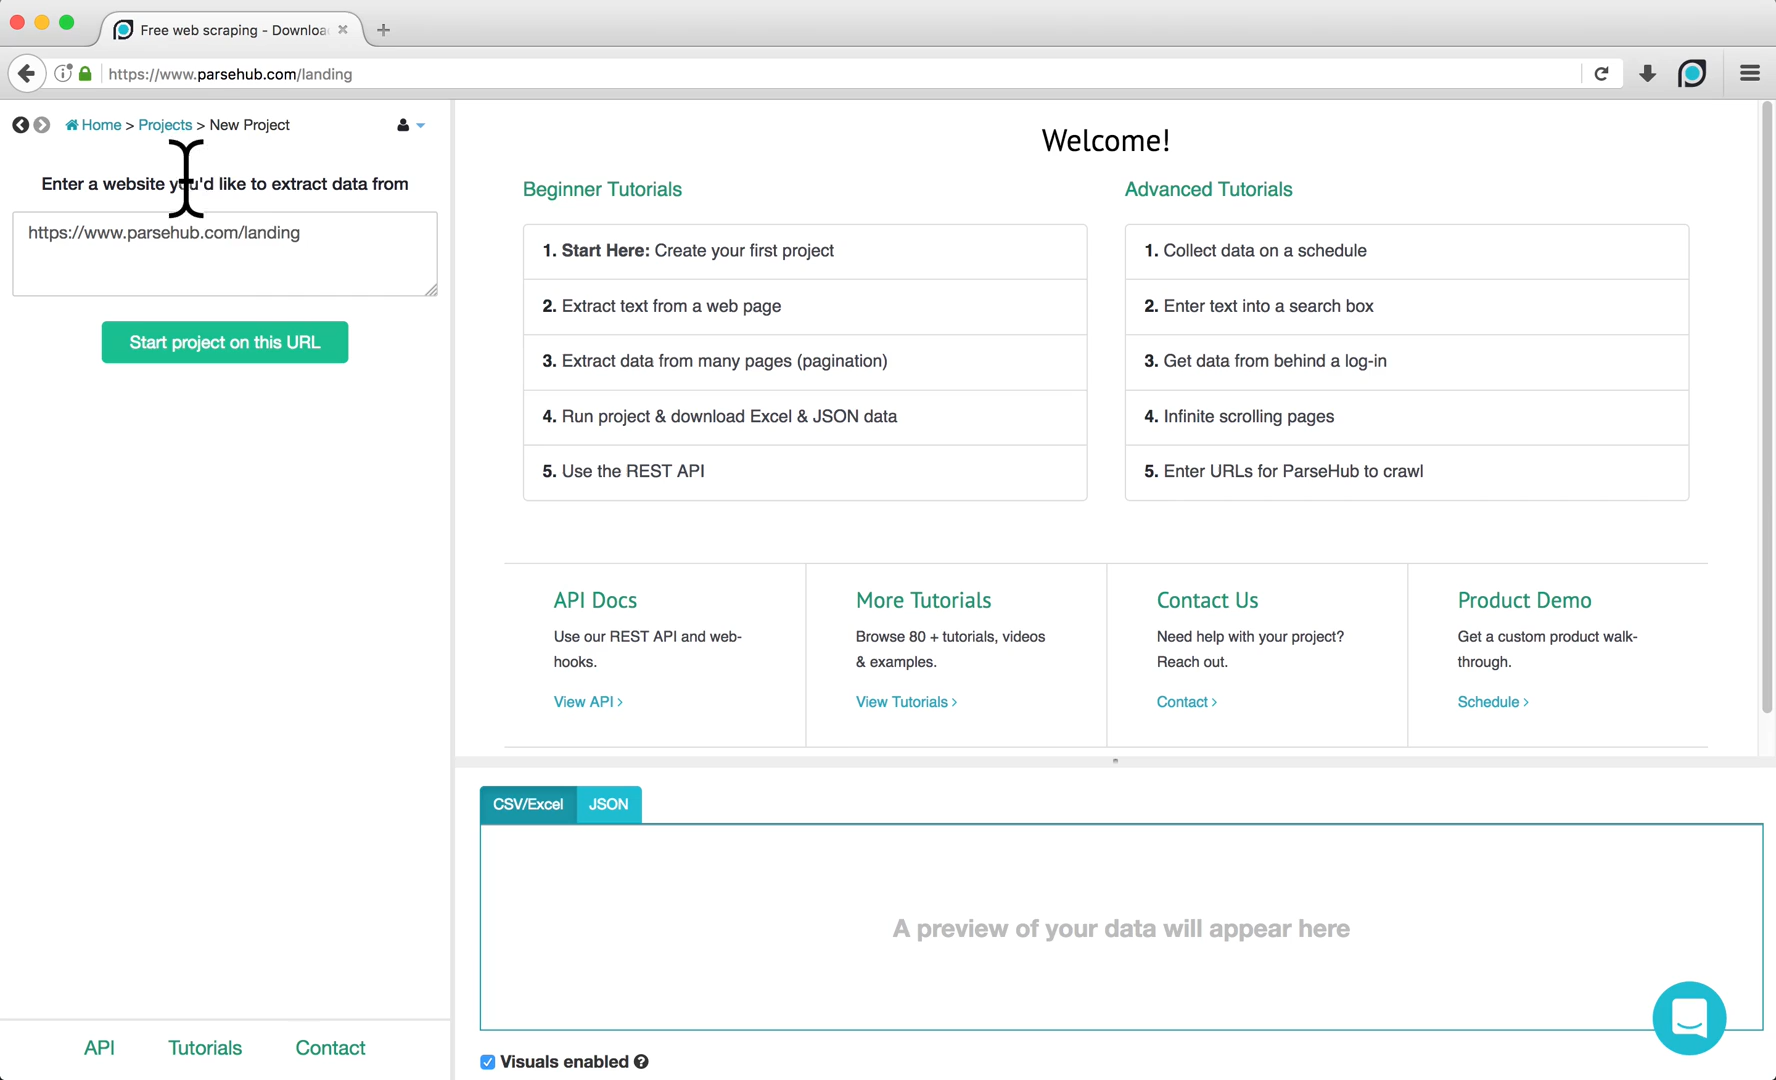 Free web scraping - Downloa
https://www.parsehub.com/landing
Home > Projects > New Project
Enter a website you'd like to extract data from
https://www.parsehub.com/landing
Start project on this URL
API Tutorials Contact
Welcome!
Beginner Tutorials
1. Start Here: Create your first project
2. Extract text from a web page
3. Extract data from many pages (pagination)
4. Run project & download Excel & JSON data
5. Use the REST API
Advanced Tutorials
1. Collect data on a schedule
2. Enter text into a search box
3. Get data from behind a log-in
4. Infinite scrolling pages
5. Enter URLs for ParseHub to crawl
API Docs
Use our REST API and web-
hooks.
View API >
More Tutorials
Browse 80 + tutorials, videos
& examples.
View Tutorials >
Contact Us
Need help with your project?
Reach out.
Contact >
Product Demo
Get a custom product walk-
through.
Schedule >
CSV/Excel JSON
A preview of your data will appear here
Visuals enabled ?